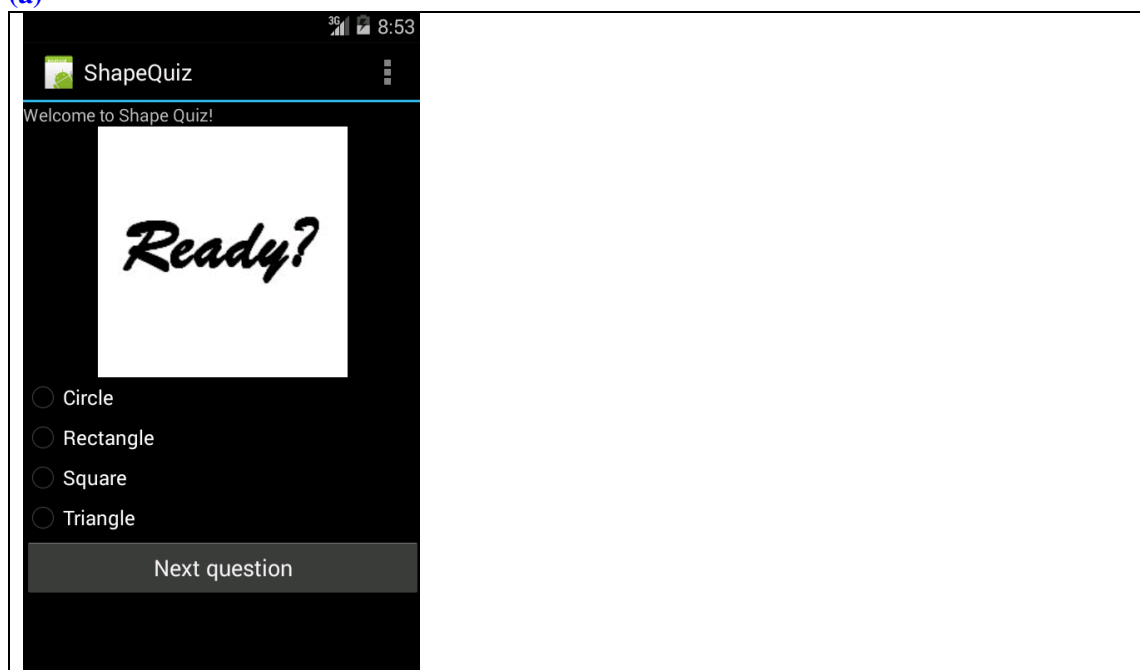 (a)
3G 8:53
ShapeQuiz
Welcome to Shape Quiz!
Ready?
Circle
Rectangle
Square
Triangle
Next question